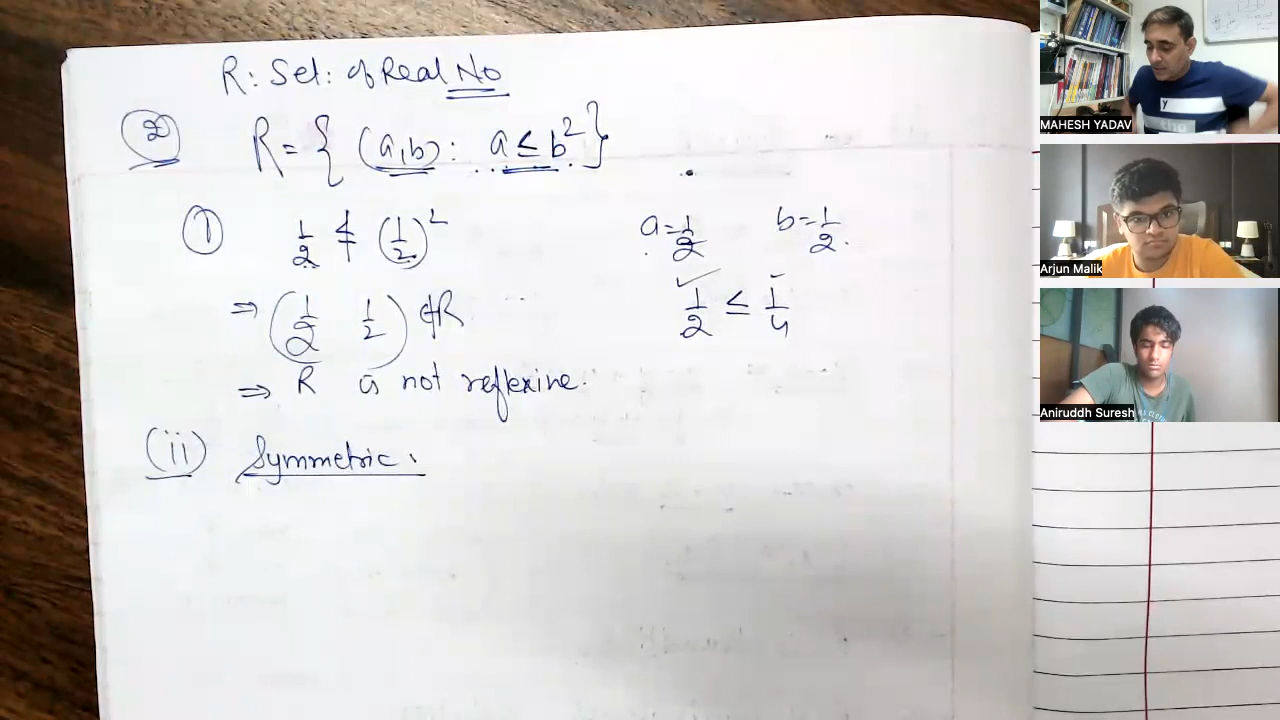 R: Set: of Real No
② R = { (a,b) : a ≤ b² }
① 1/2 ≰ (1/2)² a = 1/2 b = 1/2.
1/2 ≤ 1/4
⇒ (1/2 1/2) ∉ R
⇒ R is not reflexive.
(ii) Symmetric :
MAHESH YADAV
Arjun Malik
Aniruddh Suresh